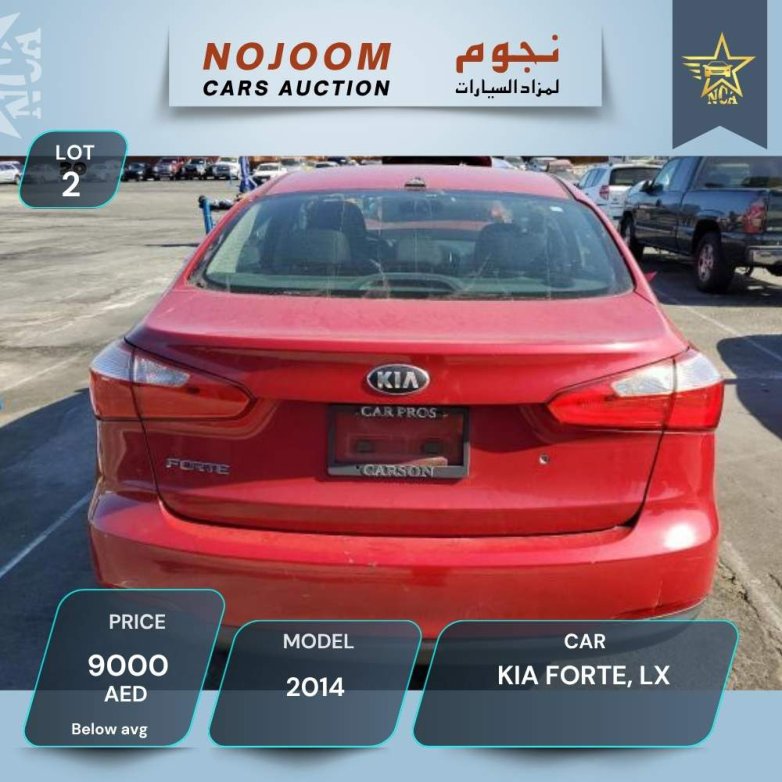 NOJOOM
CARS AUCTION
نجوم
لمزاد السيارات
NCA
NCA
LOT
2
KIA
CAR PROS
FORTE
CARSON
PRICE
9000
AED
Below avg
MODEL
2014
CAR
KIA FORTE, LX